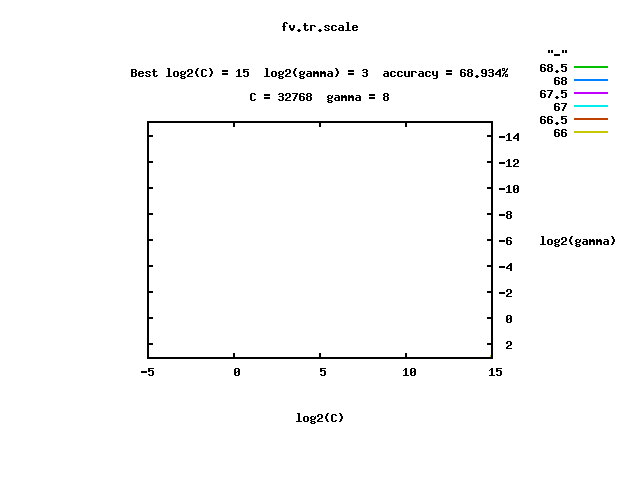 fv.tr.scale
Best log2(C) = 15  log2(gamma) = 3  accuracy = 68.934%
C = 32768  gamma = 8
"-"
68.5
68
67.5
67
66.5
66
-14
-12
-10
-8
-6
-4
-2
0
2
log2(gamma)
-5 0 5 10 15
log2(C)